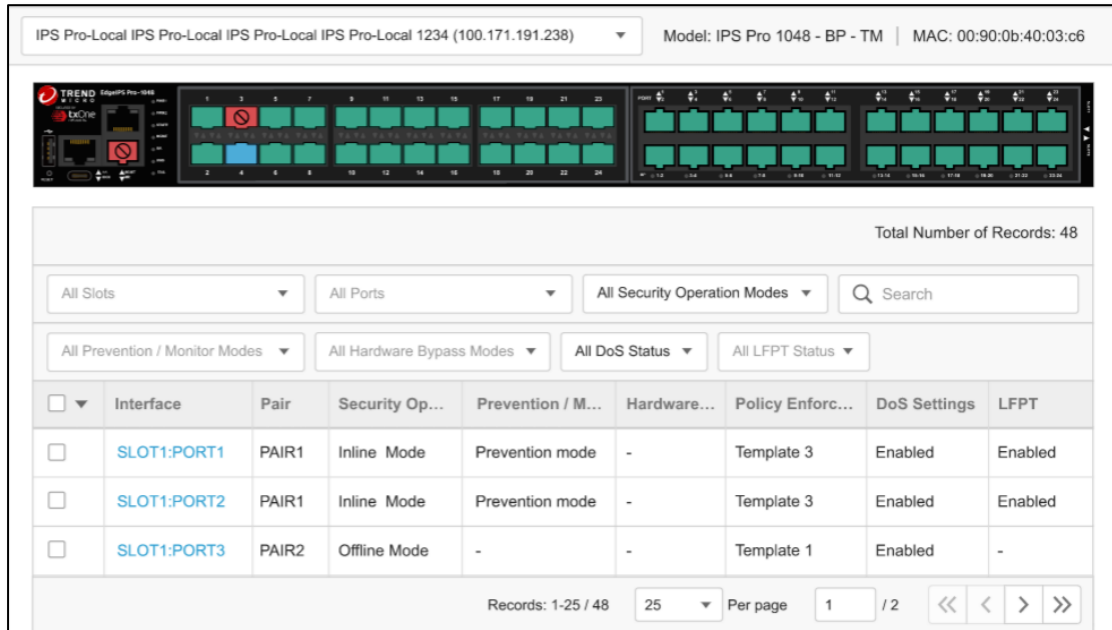 IPS Pro-Local IPS Pro-Local IPS Pro-Local IPS Pro-Local 1234 (100.171.191.238)
Model: IPS Pro 1048 - BP - TM | MAC: 00:90:0b:40:03:c6
TREND MICRO EdgeIPS Pro-1048
txOne
1 3 5 7 9 11 13 15 17 19 21 23
2 4 6 8 10 12 14 16 18 20 22 24
PORT
Total Number of Records: 48
All Slots
All Ports
All Security Operation Modes
Search
All Prevention / Monitor Modes
All Hardware Bypass Modes
All DoS Status
All LFPT Status
Interface Pair Security Op... Prevention / M... Hardware... Policy Enforc... DoS Settings LFPT
SLOT1:PORT1 PAIR1 Inline Mode Prevention mode - Template 3 Enabled Enabled
SLOT1:PORT2 PAIR1 Inline Mode Prevention mode - Template 3 Enabled Enabled
SLOT1:PORT3 PAIR2 Offline Mode - - Template 1 Enabled -
Records: 1-25 / 48 25 Per page 1 / 2